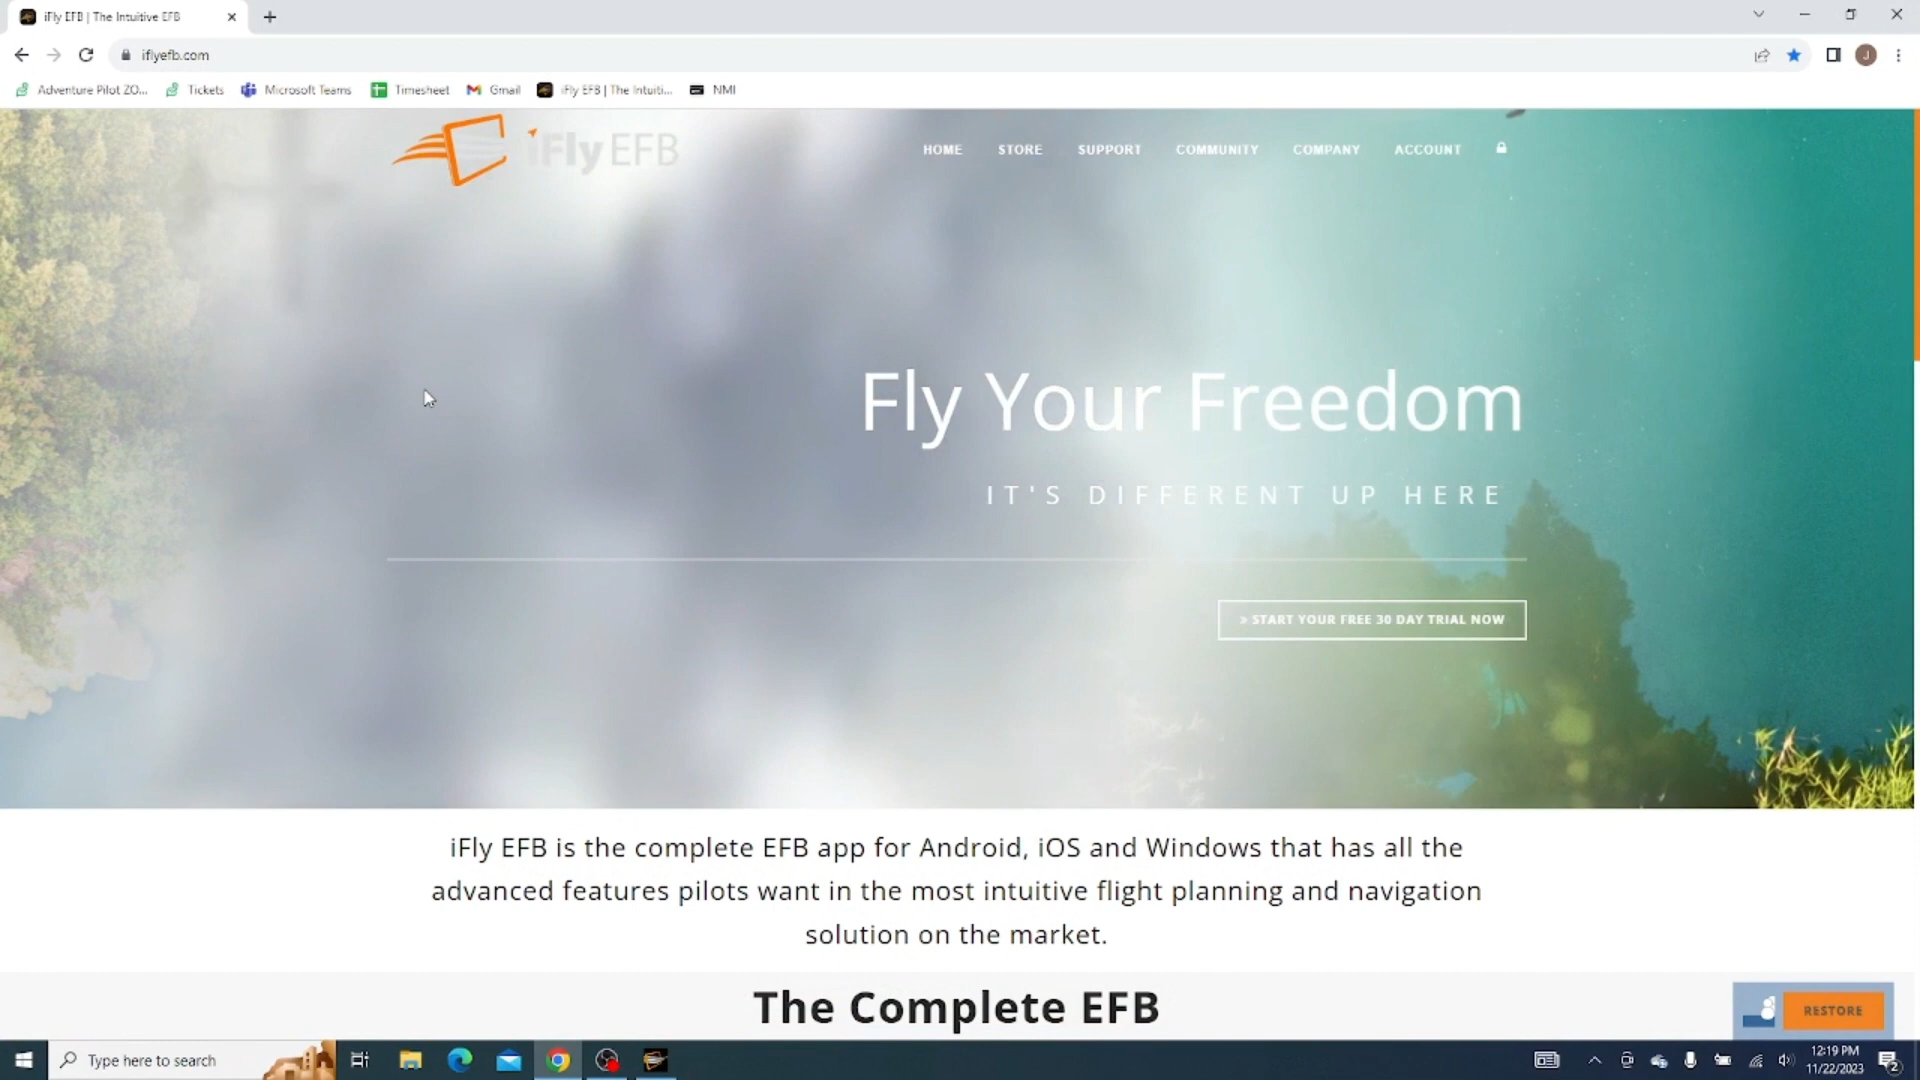 iFly EFB | The Intuitive EFB
iflyefb.com
J
Adventure Pilot ZO... Tickets Microsoft Teams Timesheet Gmail iFly EFB | The Intuiti... NMI
iFly EFB
HOME STORE SUPPORT COMMUNITY COMPANY ACCOUNT
Fly Your Freedom
IT'S DIFFERENT UP HERE
» START YOUR FREE 30 DAY TRIAL NOW
iFly EFB is the complete EFB app for Android, iOS and Windows that has all the
advanced features pilots want in the most intuitive flight planning and navigation
solution on the market.
The Complete EFB
RESTORE
Type here to search
12:19 PM
11/22/2023
2